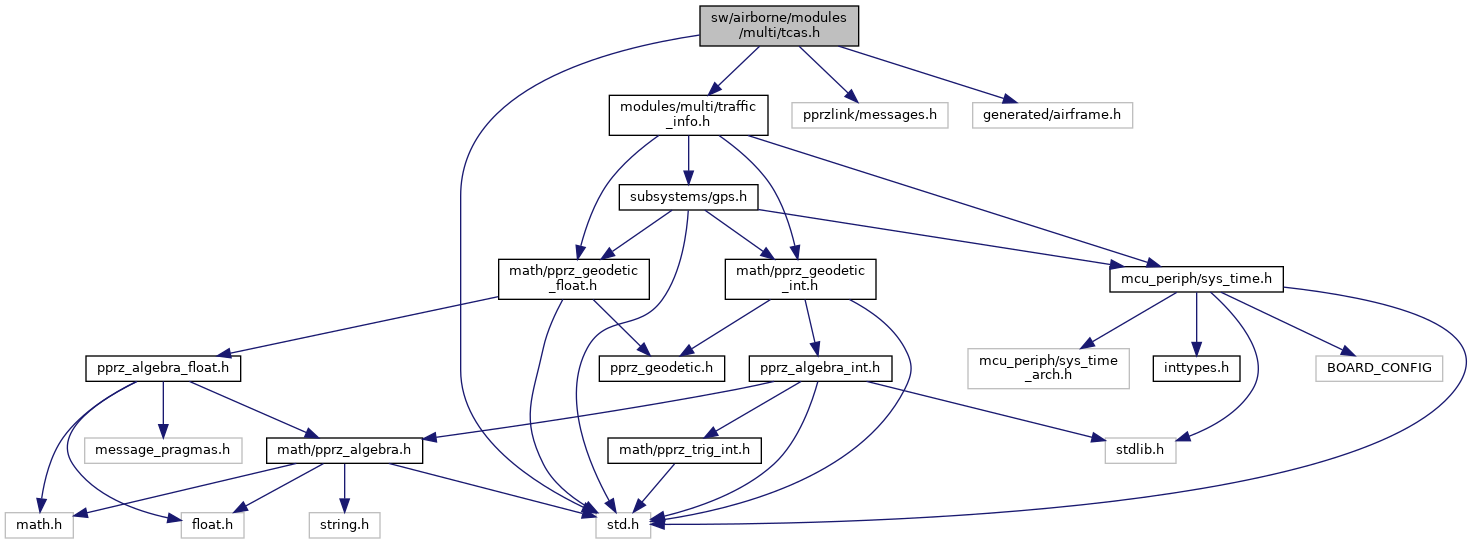 sw/airborne/modules
/multi/tcas.h
modules/multi/traffic
_info.h
pprzlink/messages.h
generated/airframe.h
subsystems/gps.h
math/pprz_geodetic
_float.h
math/pprz_geodetic
_int.h
mcu_periph/sys_time.h
pprz_algebra_float.h
pprz_geodetic.h
pprz_algebra_int.h
mcu_periph/sys_time
_arch.h
inttypes.h
BOARD_CONFIG
message_pragmas.h
math/pprz_algebra.h
math/pprz_trig_int.h
stdlib.h
math.h
float.h
string.h
std.h